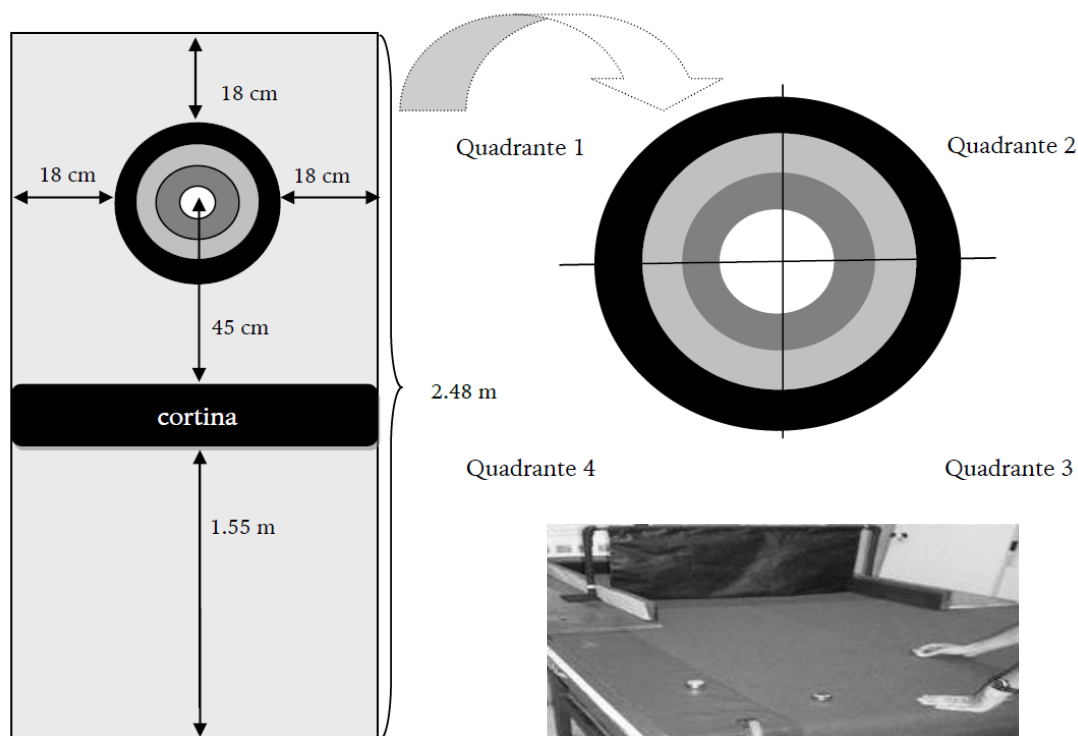 18 cm
Quadrante 1
Quadrante 2
18 cm
18 cm
45 cm
2.48 m
cortina
Quadrante 4
Quadrante 3
1.55 m